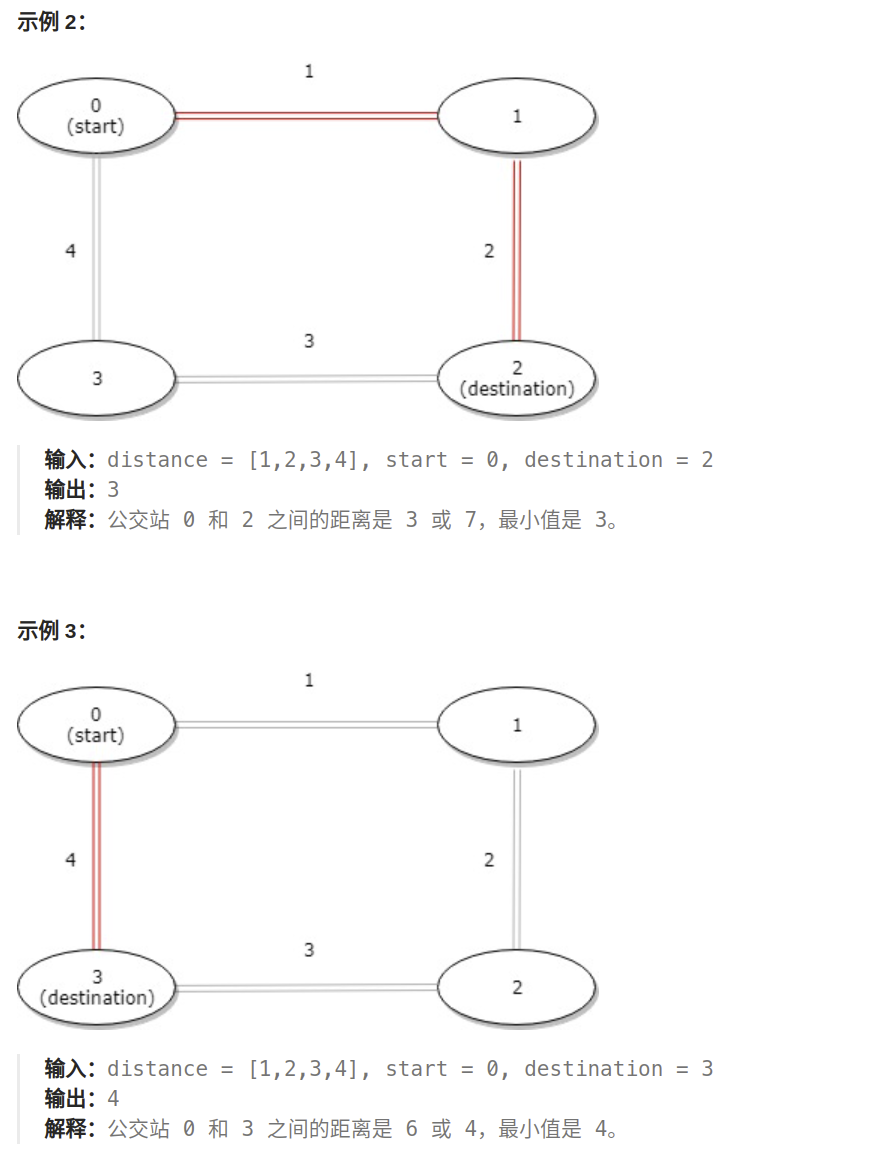 示例 2：
1
0
(start)
1
4
2
3
3
2
(destination)
输入：distance = [1,2,3,4], start = 0, destination = 2
输出：3
解释：公交站 0 和 2 之间的距离是 3 或 7，最小值是 3。
示例 3：
1
0
(start)
1
4
2
3
3
(destination)
2
输入：distance = [1,2,3,4], start = 0, destination = 3
输出：4
解释：公交站 0 和 3 之间的距离是 6 或 4，最小值是 4。